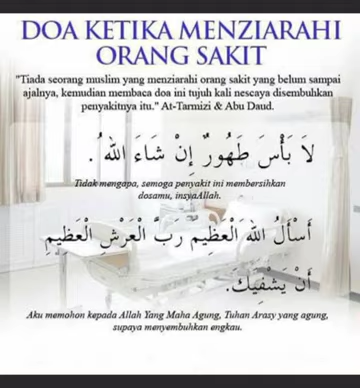 DOA KETIKA MENZIARAHI
ORANG SAKIT
"Tiada seorang muslim yang menziarahi orang sakit yang belum sampai
ajalnya, kemudian membaca doa ini tujuh kali nescaya disembuhkan
penyakitnya itu." At-Tarmizi & Abu Daud.
لَا بَأْسَ طَهُورٌ إِنْ شَاءَ اللهُ.
Tidak mengapa, semoga penyakit ini membersihkan
dosamu, insyaAllah.
أَسْأَلُ اللهَ الْعَظِيْمَ رَبَّ الْعَرْشِ الْعَظِيْمِ
أَنْ يَشْفِيَكَ.
Aku memohon kepada Allah Yang Maha Agung, Tuhan Arasy yang agung,
supaya menyembuhkan engkau.